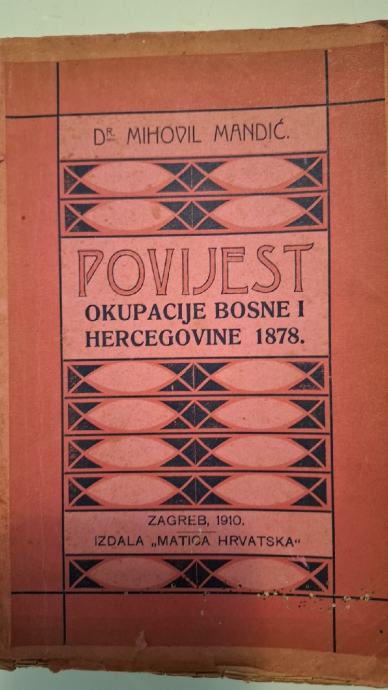 Dr. MIHOVIL MANDIĆ.
POVIJEST
OKUPACIJE BOSNE I
HERCEGOVINE 1878.
ZAGREB, 1910.
IZDALA „MATICA HRVATSKA“